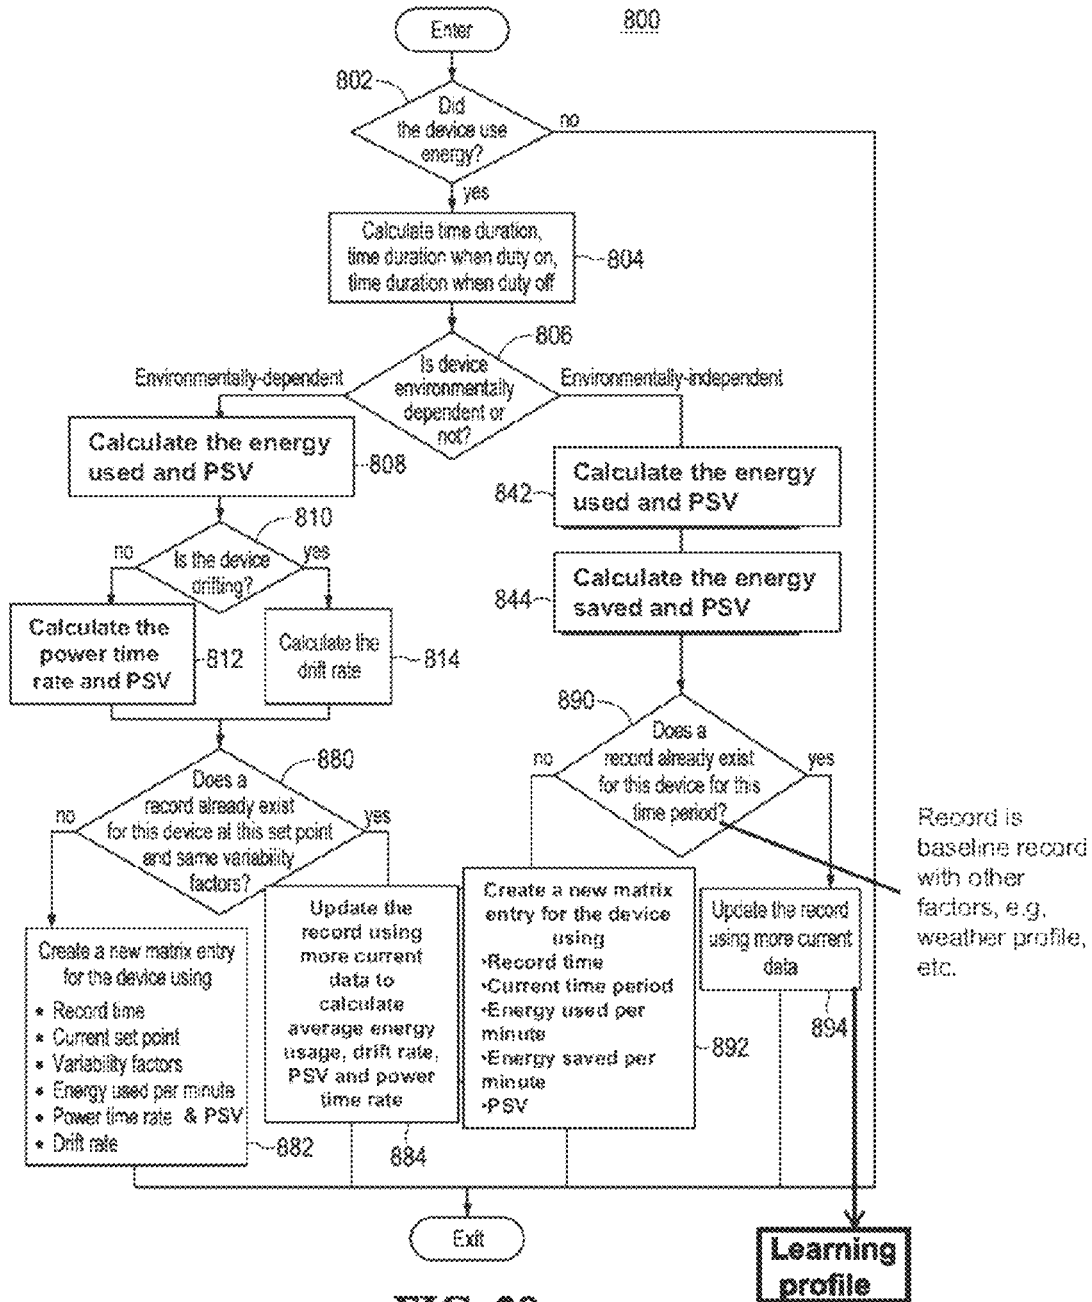 800
Enter
802
Did
the device use
energy?
no
yes
Calculate time duration,
time duration when duty on,
time duration when duty off
804
806
Is device
environmentally
dependent or
not?
Environmentally-dependent
Environmentally-independent
Calculate the energy
used and PSV
808
810
Is the device
drifting?
no
yes
Calculate the
power time
rate and PSV
812
Calculate the
drift rate
814
880
Does a
record already exist
for this device at this set point
and same variability
factors?
no
yes
Create a new matrix entry
for the device using
• Record time
• Current set point
• Variability factors
• Energy used per minute
• Power time rate & PSV
• Drift rate
882
Update the
record using
more current
data to
calculate
average energy
usage, drift rate,
PSV and power
time rate
884
842
Calculate the energy
used and PSV
844
Calculate the energy
saved and PSV
890
Does a
record already exist
for this device for this
time period?
no
yes
Create a new matrix
entry for the device
using
•Record time
•Current time period
•Energy used per
minute
•Energy saved per
minute
•PSV
892
Update the record
using more current
data
894
Record is
baseline record
with other
factors, e.g.
weather profile,
etc.
Exit
Learning
profile
FIG.